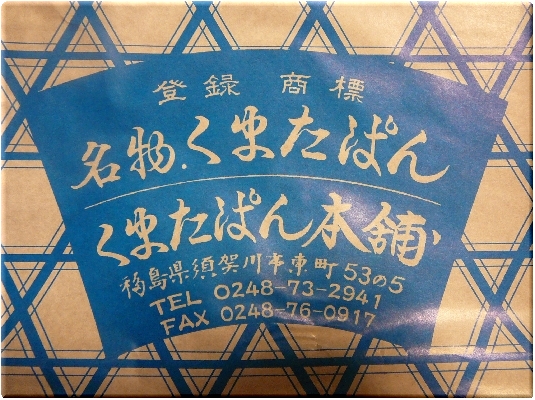 登録 商標
名物.くまたぱん
くまたぱん本舗
福島県須賀川市東町53の5
TEL 0248-73-2941
FAX 0248-76-0917